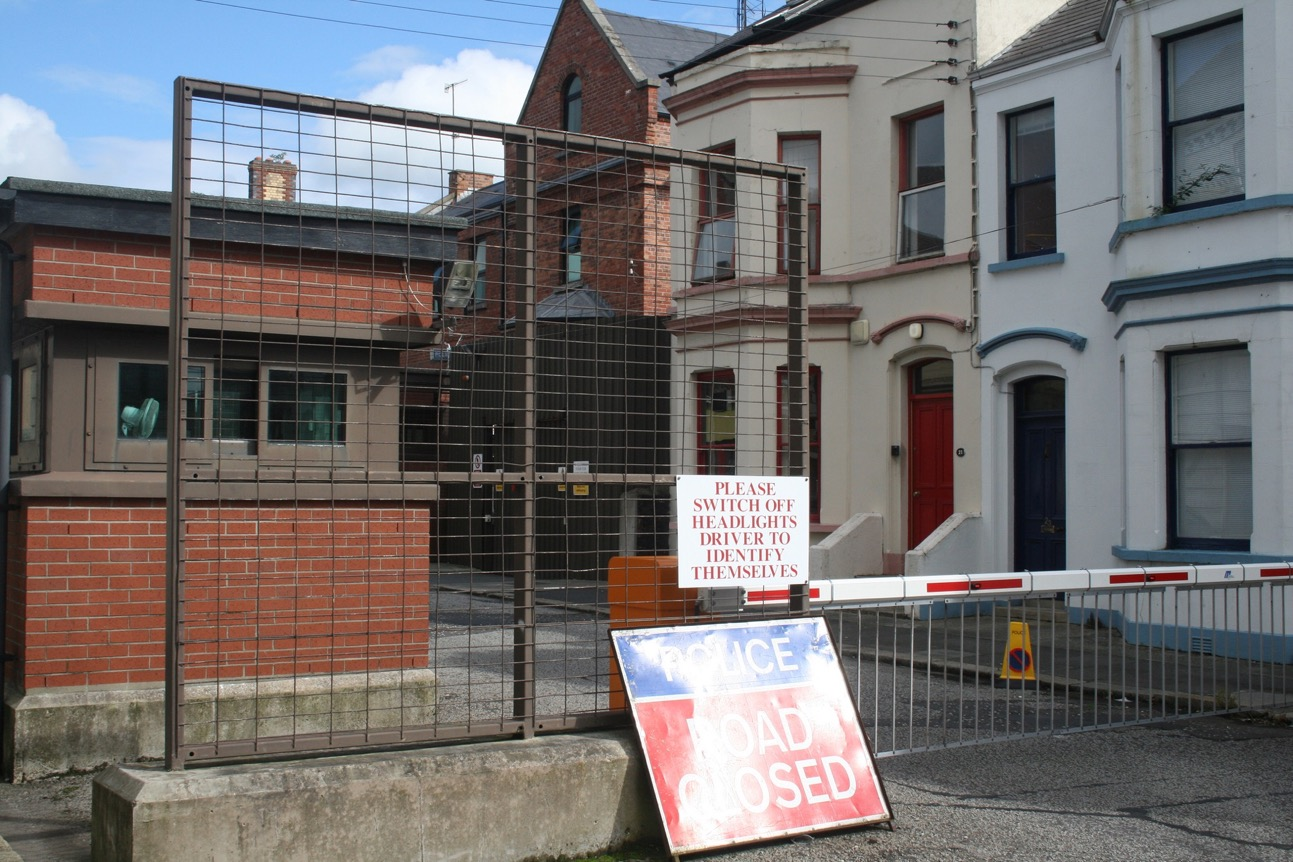 PLEASE
SWITCH OFF
HEADLIGHTS
DRIVER TO
IDENTIFY
THEMSELVES
POLICE
ROAD
CLOSED